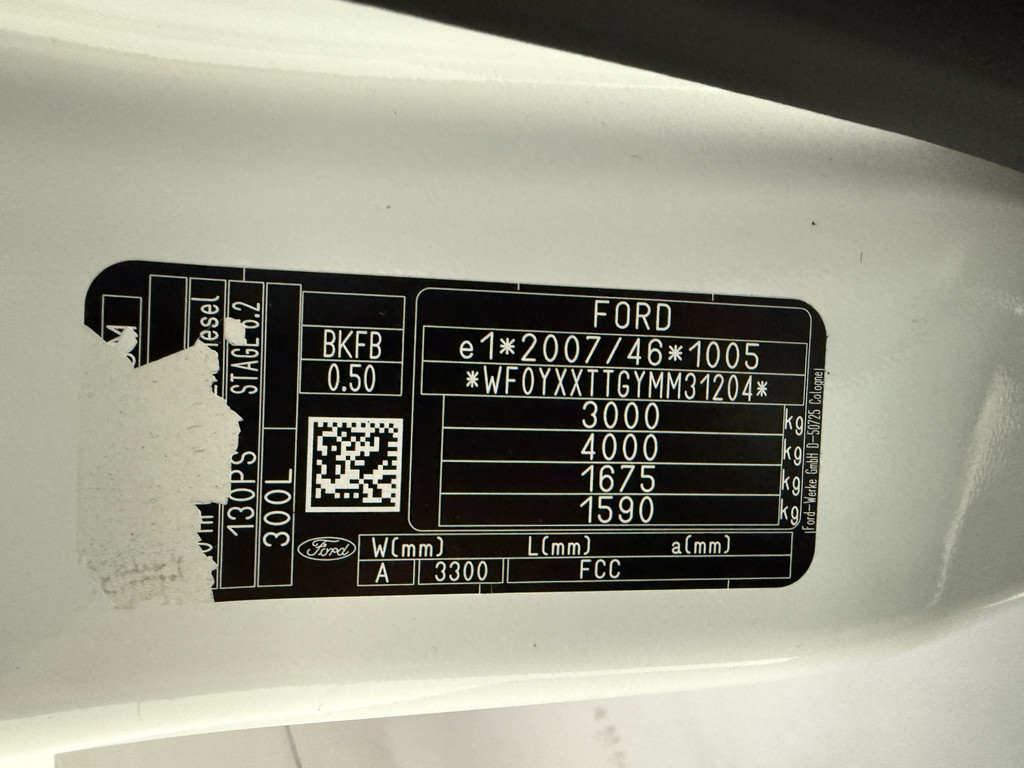 FORD
e1*2007/46*1005
*WF0YXXTTGYMM31204*
3000 kg
4000 kg
1675 kg
1590 kg
Ford-Werke GmbH D-50725 Cologne
BKFB
0.50
Ford
W(mm) L(mm) a(mm)
A 3300 FCC
300L
130PS STAGE 6.2
iesel